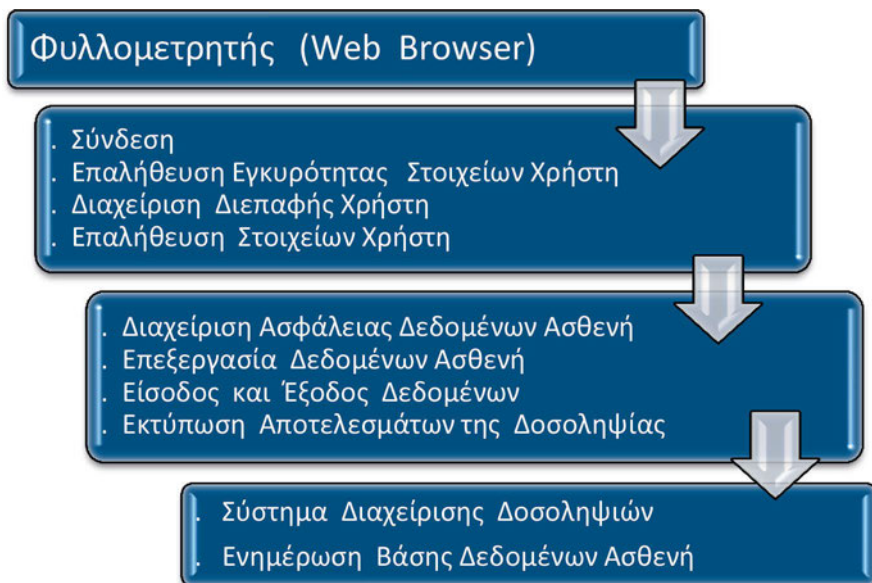 Φυλλομετρητής (Web Browser)
. Σύνδεση
. Επαλήθευση Εγκυρότητας Στοιχείων Χρήστη
. Διαχείριση Διεπαφής Χρήστη
. Επαλήθευση Στοιχείων Χρήστη
. Διαχείριση Ασφάλειας Δεδομένων Ασθενή
. Επεξεργασία Δεδομένων Ασθενή
. Είσοδος και Έξοδος Δεδομένων
. Εκτύπωση Αποτελεσμάτων της Δοσοληψίας
. Σύστημα Διαχείρισης Δοσοληψιών
. Ενημέρωση Βάσης Δεδομένων Ασθενή